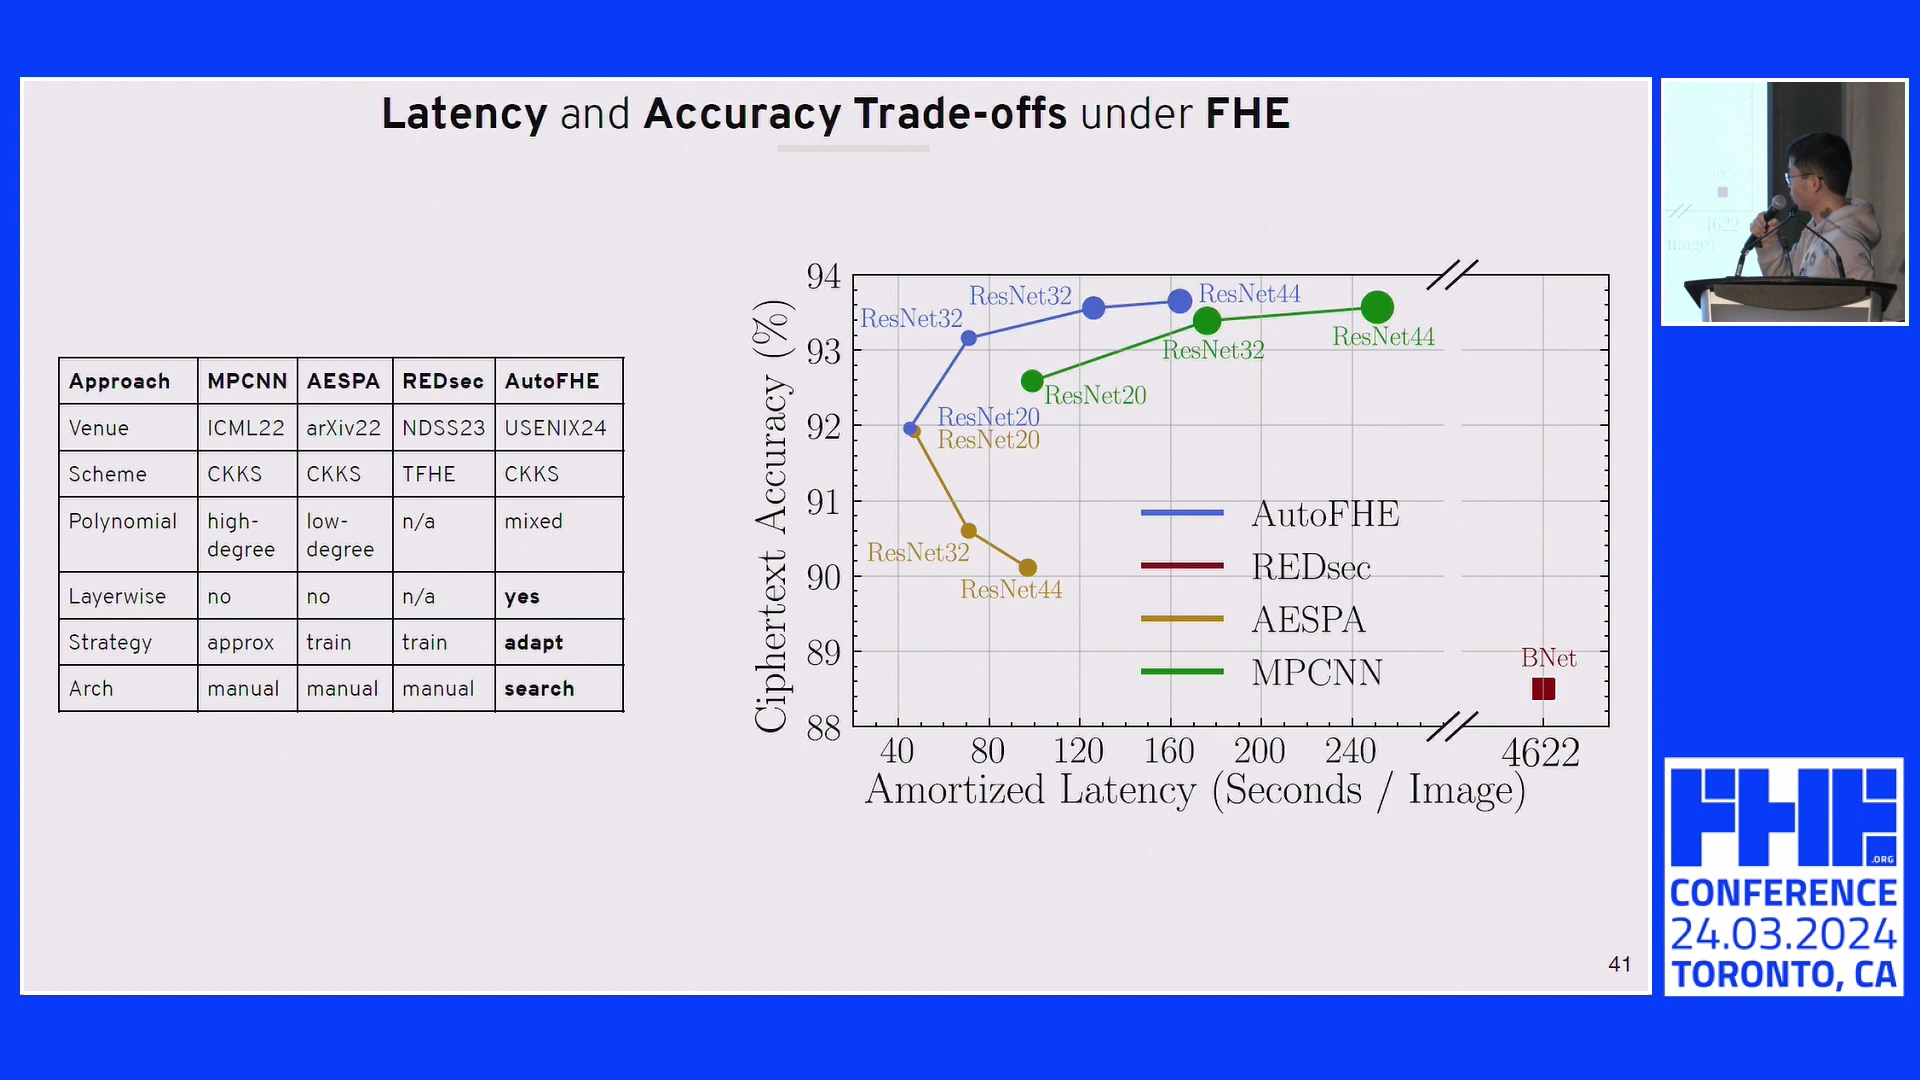 Latency and Accuracy Trade-offs under FHE
Approach MPCNN AESPA REDsec AutoFHE
Venue ICML22 arXiv22 NDSS23 USENIX24
Scheme CKKS CKKS TFHE CKKS
Polynomial high-degree low-degree n/a mixed
Layerwise no no n/a yes
Strategy approx train train adapt
Arch manual manual manual search
Ciphertext Accuracy (%)
94
93
92
91
90
89
88
ResNet32
ResNet44
ResNet32
ResNet44
ResNet32
ResNet20
ResNet20
ResNet20
ResNet32
ResNet44
AutoFHE
REDsec
AESPA
MPCNN
BNet
40 80 120 160 200 240 4622
Amortized Latency (Seconds / Image)
41
4622
mage)
FHE
.ORG
CONFERENCE
24.03.2024
TORONTO, CA